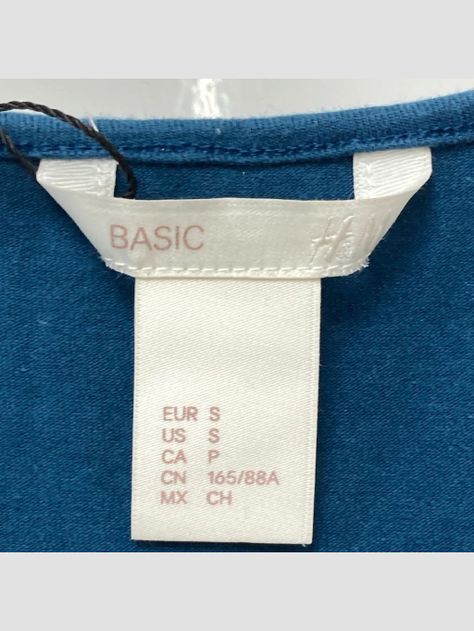 BASIC
H&M
EUR S
US S
CA P
CN 165/88A
MX CH